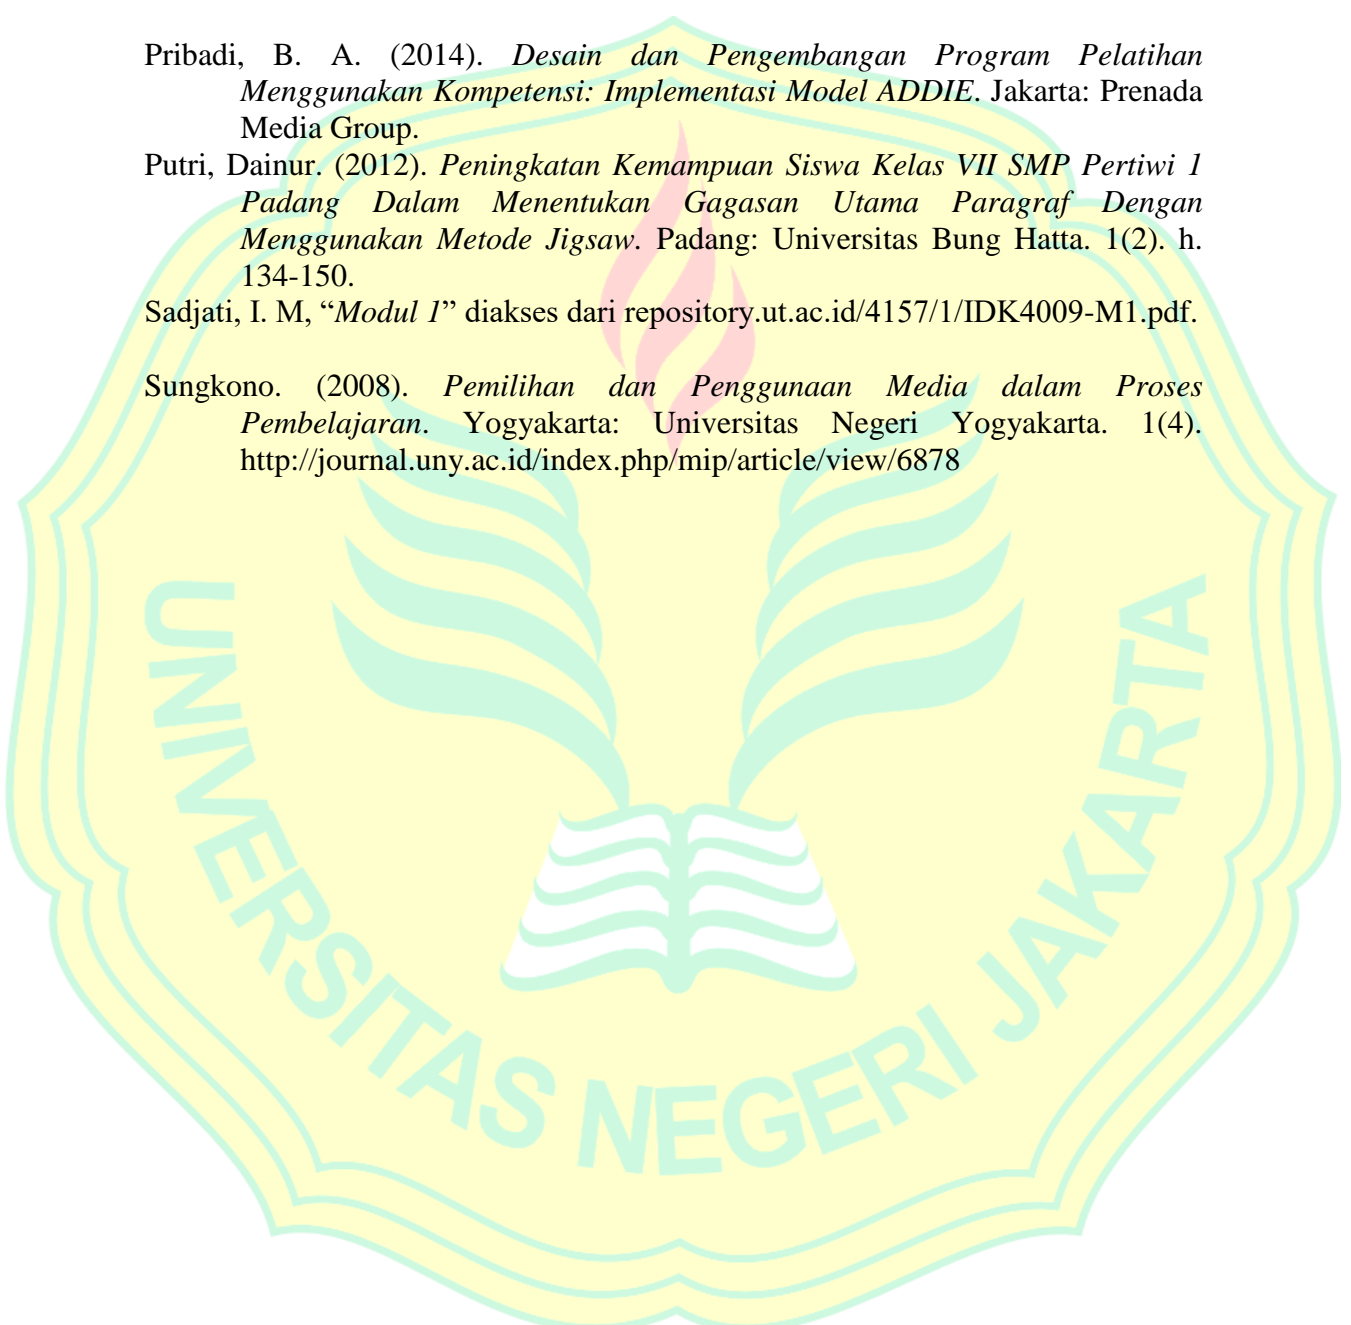 Pribadi, B. A. (2014). Desain dan Pengembangan Program Pelatihan
Menggunakan Kompetensi: Implementasi Model ADDIE. Jakarta: Prenada
Media Group.
Putri, Dainur. (2012). Peningkatan Kemampuan Siswa Kelas VII SMP Pertiwi 1
Padang Dalam Menentukan Gagasan Utama Paragraf Dengan
Menggunakan Metode Jigsaw. Padang: Universitas Bung Hatta. 1(2). h.
134-150.
Sadjati, I. M, “Modul 1” diakses dari repository.ut.ac.id/4157/1/IDK4009-M1.pdf.
Sungkono. (2008). Pemilihan dan Penggunaan Media dalam Proses
Pembelajaran. Yogyakarta: Universitas Negeri Yogyakarta. 1(4).
http://journal.uny.ac.id/index.php/mip/article/view/6878
UNIVERSITAS NEGERI JAKARTA